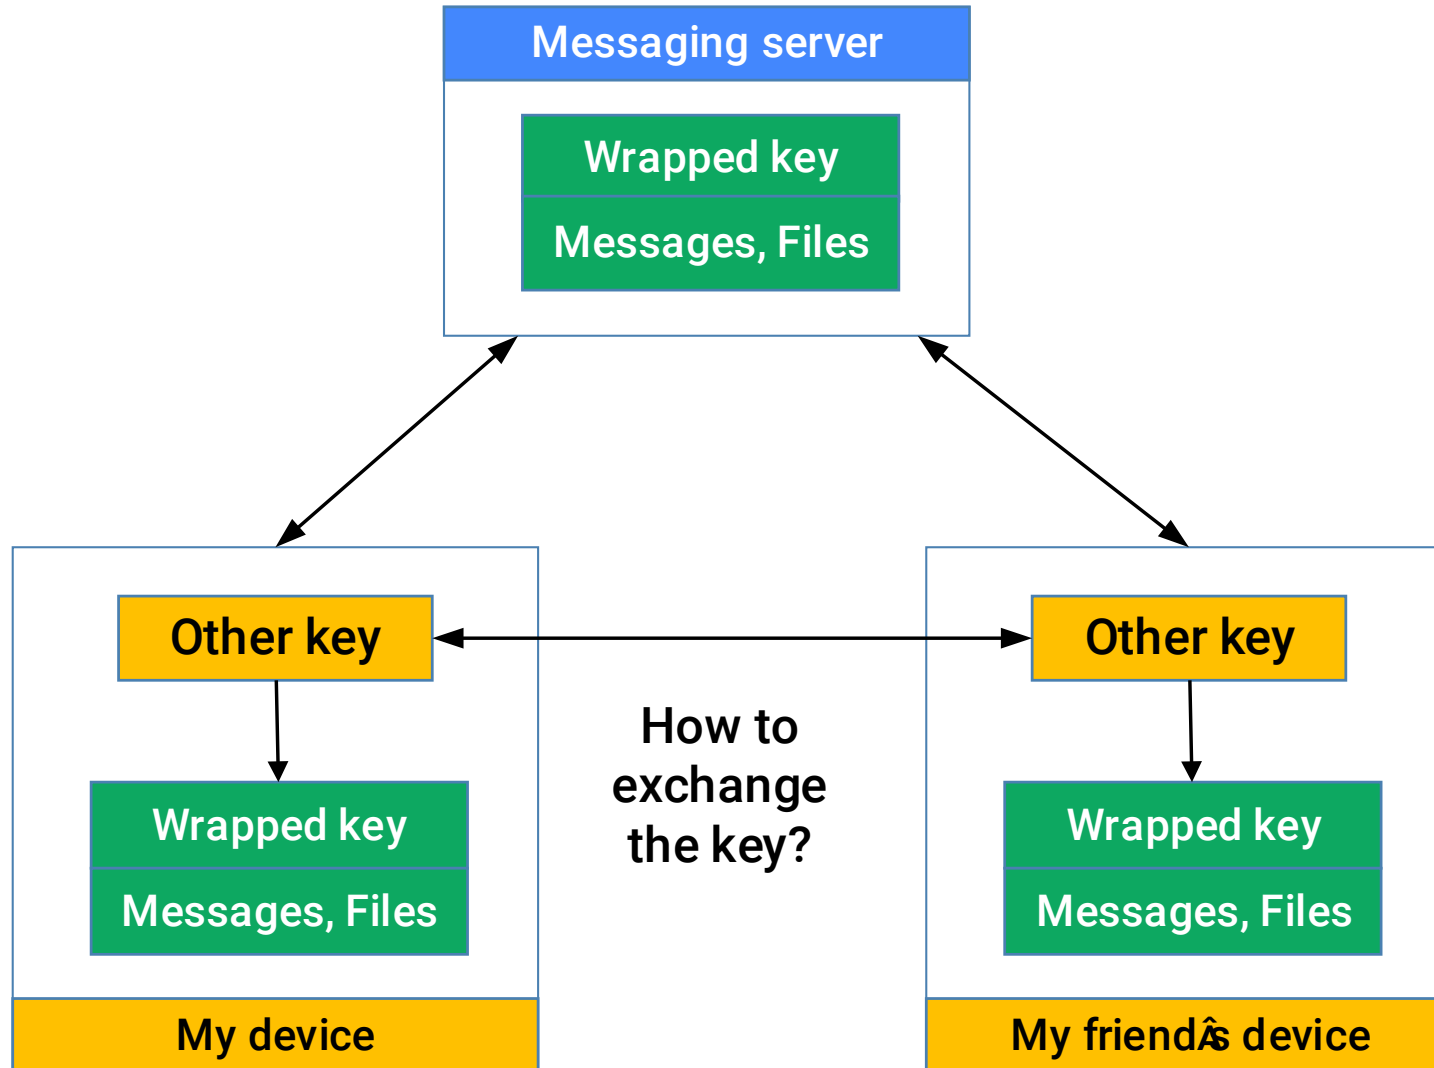 Messaging server
Wrapped key
Messages, Files
Other key
Other key
How to
exchange
the key?
Wrapped key
Wrapped key
Messages, Files
Messages, Files
My device
My friendÂs device